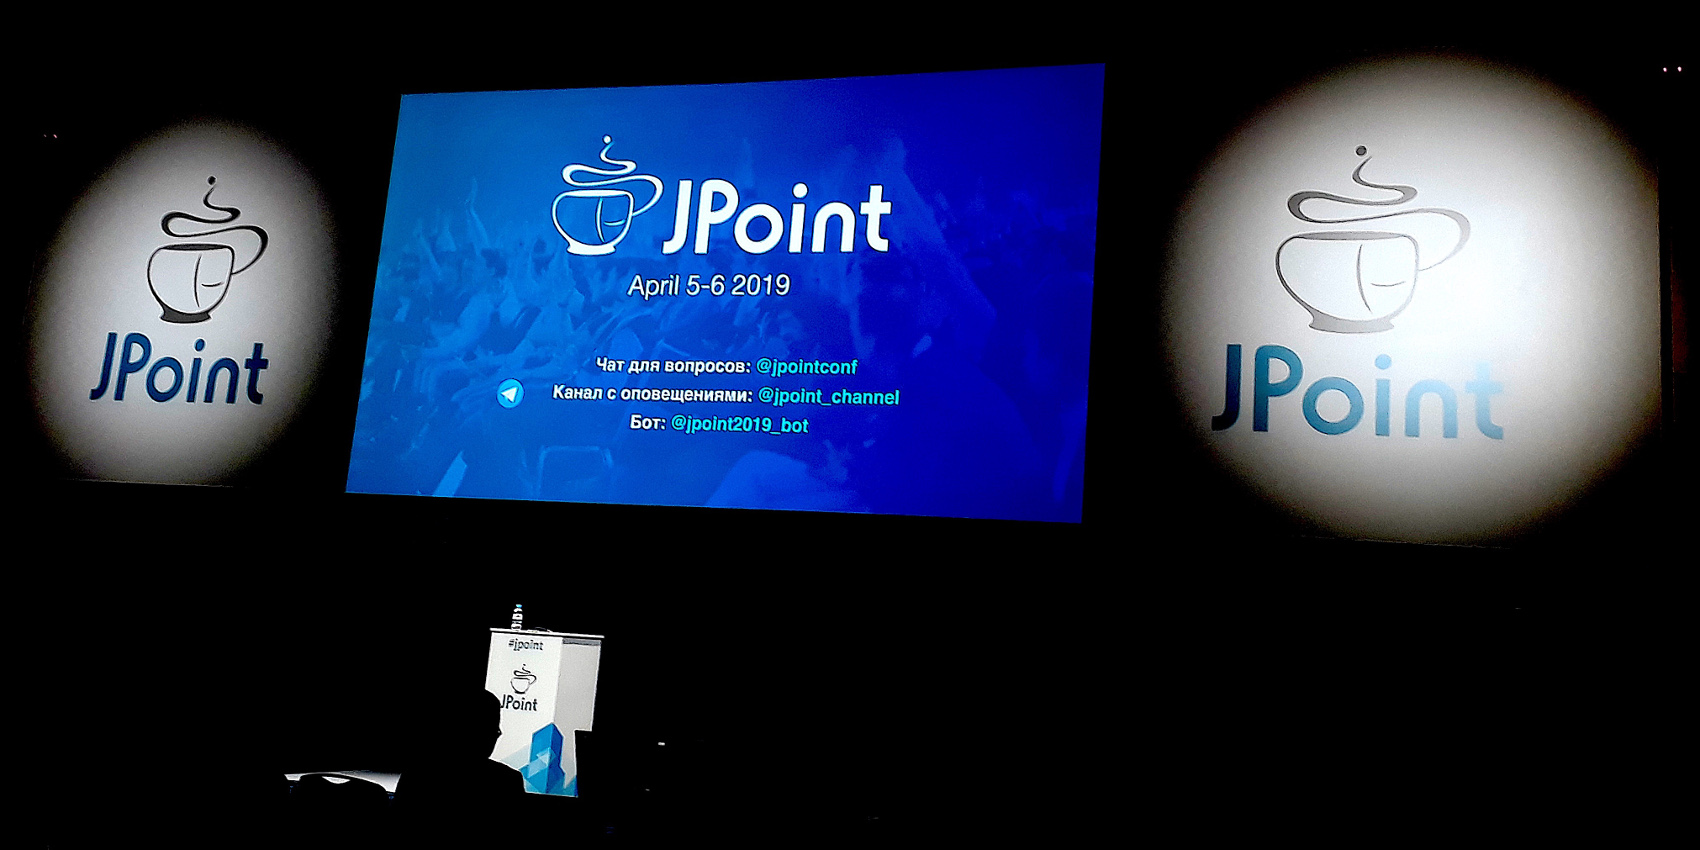 JPoint
JPoint
April 5-6 2019
Чат для вопросов: @jpointconf
Канал с оповещениями: @jpoint_channel
Бот: @jpoint2019_bot
JPoint
#jpoint
JPoint